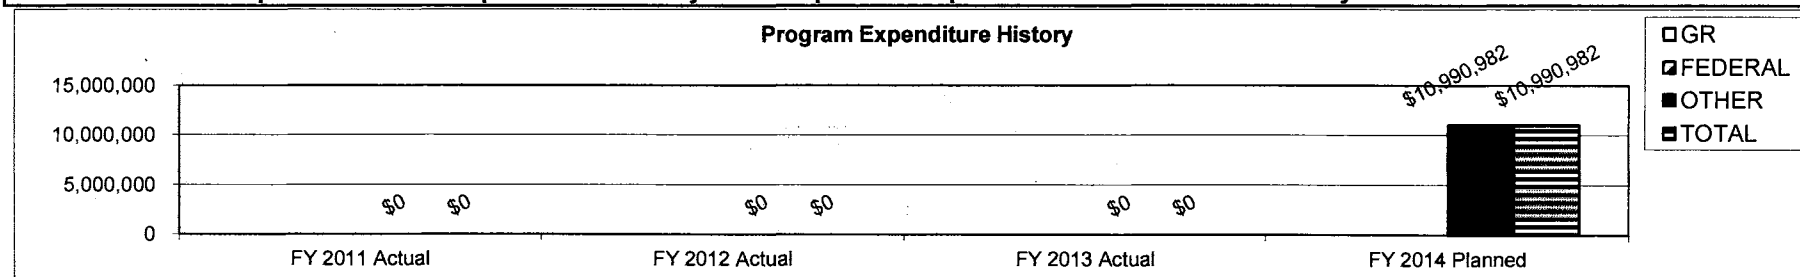 Program Expenditure History
GR
FEDERAL
OTHER
TOTAL
$10,990,982 $10,990,982
15,000,000
10,000,000
5,000,000
0
$0 $0 $0 $0 $0 $0
FY 2011 Actual FY 2012 Actual FY 2013 Actual FY 2014 Planned